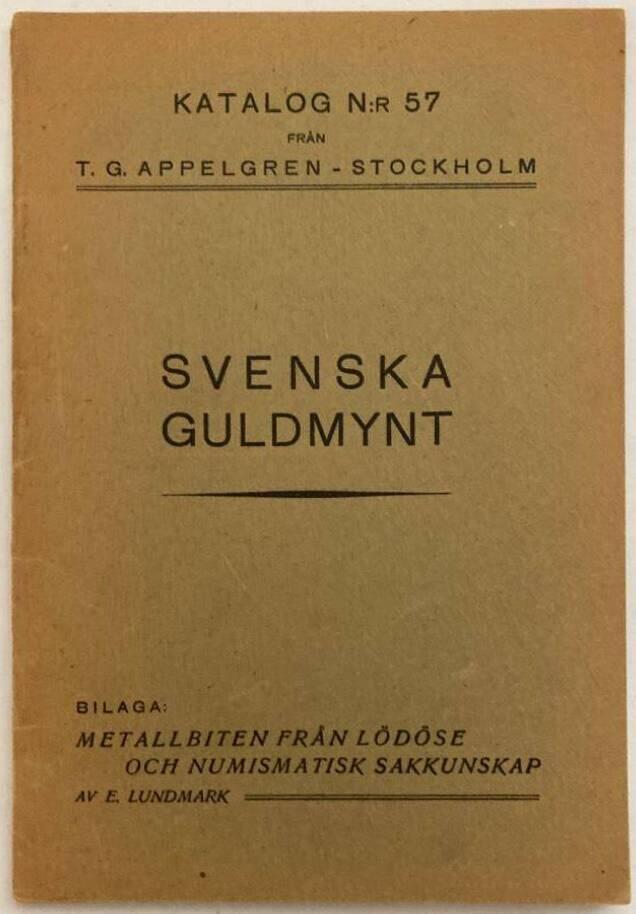 KATALOG N:R 57
FRÅN
T. G. APPELGREN - STOCKHOLM
SVENSKA
GULDMYNT
BILAGA:
METALLBITEN FRÅN LÖDÖSE
OCH NUMISMATISK SAKKUNSKAP
AV E. LUNDMARK